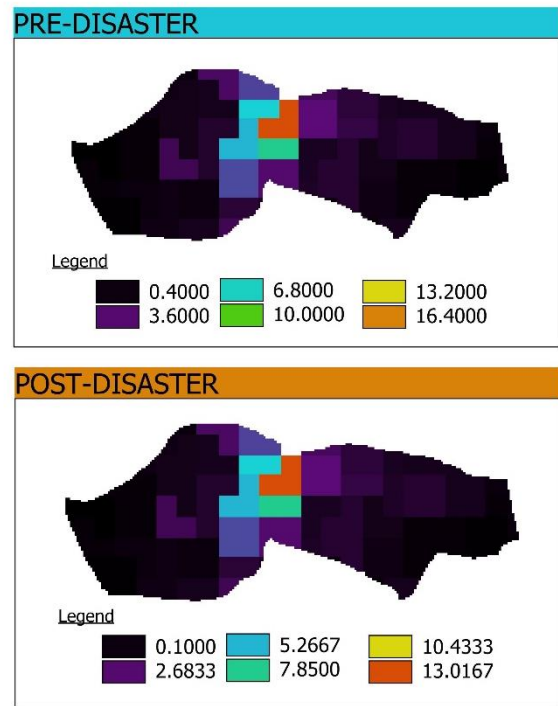 PRE-DISASTER
Legend
0.4000 6.8000 13.2000
3.6000 10.0000 16.4000
POST-DISASTER
Legend
0.1000 5.2667 10.4333
2.6833 7.8500 13.0167